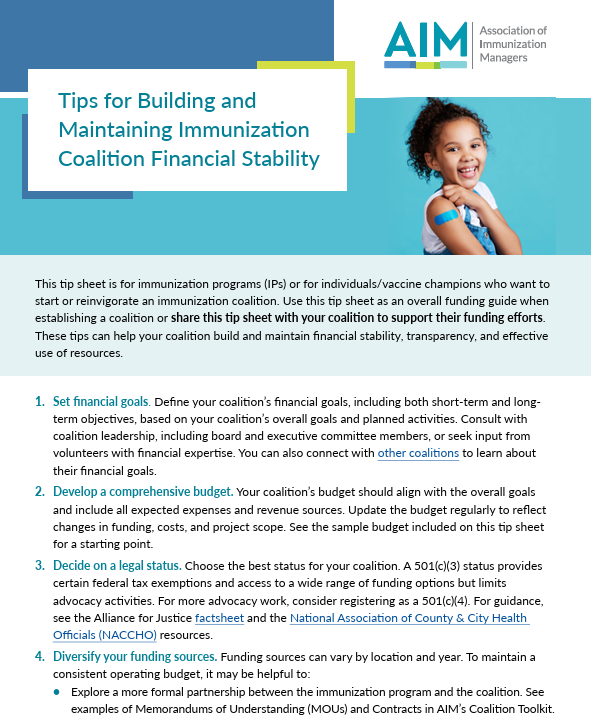 AIM
Association of
Immunization
Managers
Tips for Building and
Maintaining Immunization
Coalition Financial Stability
This tip sheet is for immunization programs (IPs) or for individuals/vaccine champions who want to
start or reinvigorate an immunization coalition. Use this tip sheet as an overall funding guide when
establishing a coalition or share this tip sheet with your coalition to support their funding efforts.
These tips can help your coalition build and maintain financial stability, transparency, and effective
use of resources.
1. Set financial goals. Define your coalition’s financial goals, including both short-term and long-
term objectives, based on your coalition’s overall goals and planned activities. Consult with
coalition leadership, including board and executive committee members, or seek input from
volunteers with financial expertise. You can also connect with other coalitions to learn about
their financial goals.
2. Develop a comprehensive budget. Your coalition’s budget should align with the overall goals
and include all expected expenses and revenue sources. Update the budget regularly to reflect
changes in funding, costs, and project scope. See the sample budget included on this tip sheet
for a starting point.
3. Decide on a legal status. Choose the best status for your coalition. A 501(c)(3) status provides
certain federal tax exemptions and access to a wide range of funding options but limits
advocacy activities. For more advocacy work, consider registering as a 501(c)(4). For guidance,
see the Alliance for Justice factsheet and the National Association of County & City Health
Officials (NACCHO) resources.
4. Diversify your funding sources. Funding sources can vary by location and year. To maintain a
consistent operating budget, it may be helpful to:
• Explore a more formal partnership between the immunization program and the coalition. See
examples of Memorandums of Understanding (MOUs) and Contracts in AIM’s Coalition Toolkit.